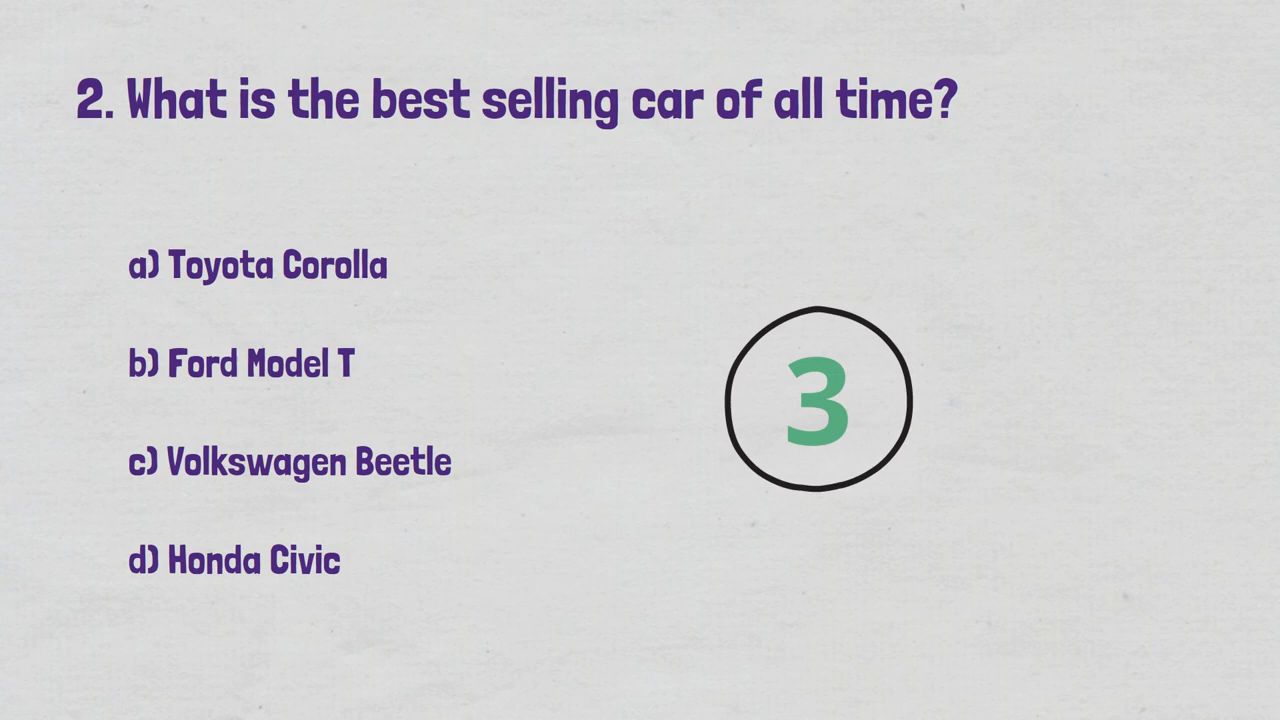 2. What is the best selling car of all time?
a) Toyota Corolla
b) Ford Model T
3
c) Volkswagen Beetle
d) Honda Civic